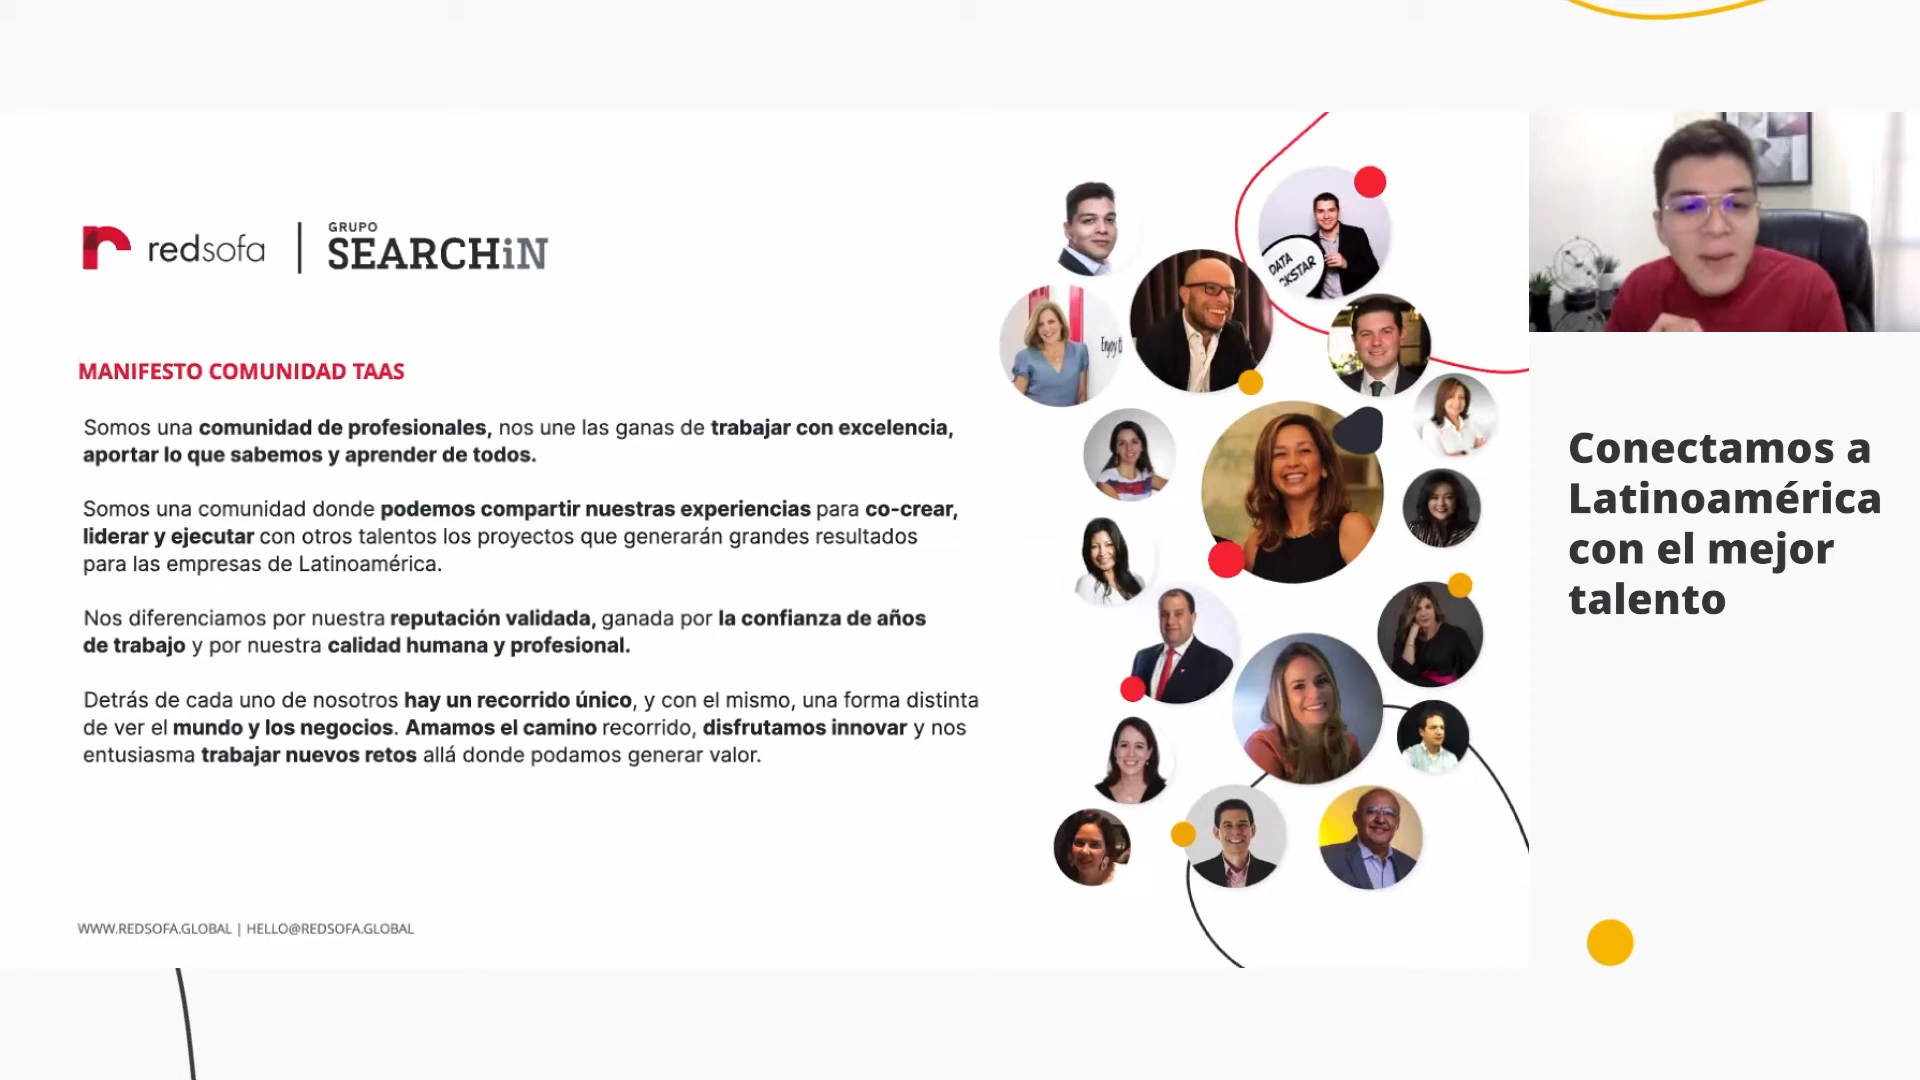 redsofa
GRUPO
SEARCHiN
MANIFESTO COMUNIDAD TAAS
Somos una comunidad de profesionales, nos une las ganas de trabajar con excelencia,
aportar lo que sabemos y aprender de todos.
Somos una comunidad donde podemos compartir nuestras experiencias para co-crear,
liderar y ejecutar con otros talentos los proyectos que generarán grandes resultados
para las empresas de Latinoamérica.
Nos diferenciamos por nuestra reputación validada, ganada por la confianza de años
de trabajo y por nuestra calidad humana y profesional.
Detrás de cada uno de nosotros hay un recorrido único, y con el mismo, una forma distinta
de ver el mundo y los negocios. Amamos el camino recorrido, disfrutamos innovar y nos
entusiasma trabajar nuevos retos allá donde podamos generar valor.
WWW.REDSOFA.GLOBAL | HELLO@REDSOFA.GLOBAL
DATA
CKSTAR
Enjoy
Conectamos a
Latinoamérica
con el mejor
talento